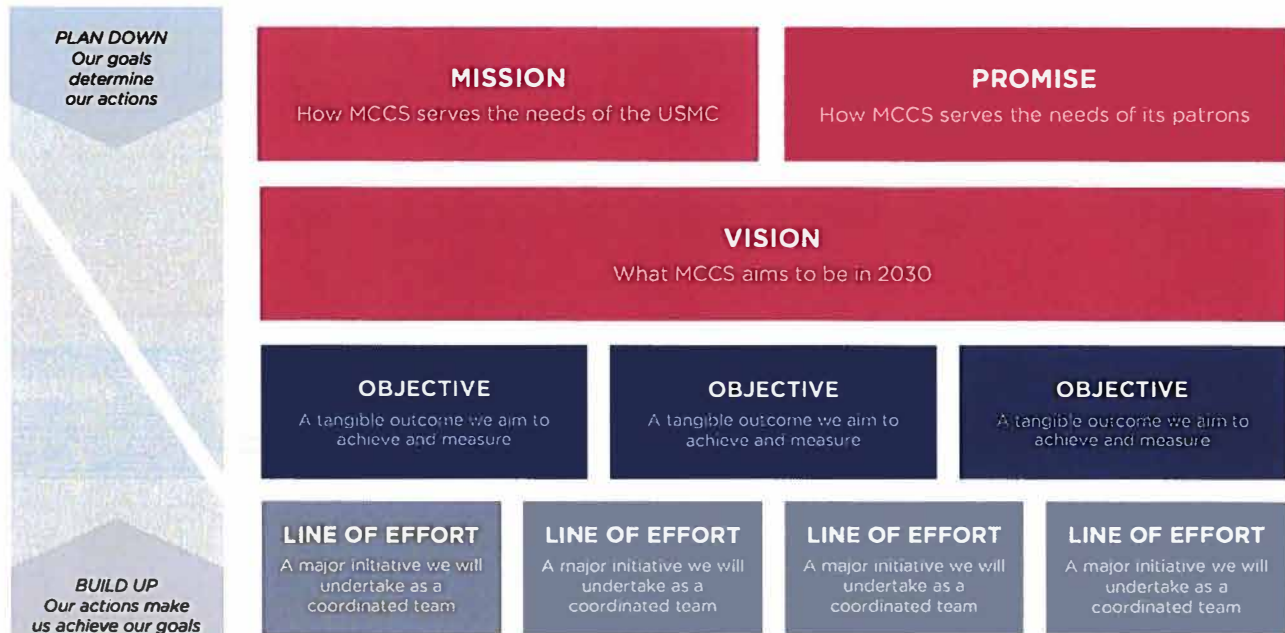 PLAN DOWN
Our goals
determine
our actions
MISSION
How MCCS serves the needs of the USMC
PROMISE
How MCCS serves the needs of its patrons
VISION
What MCCS aims to be in 2030
OBJECTIVE
A tangible outcome we aim to
achieve and measure
OBJECTIVE
A tangible outcome we aim to
achieve and measure
OBJECTIVE
A tangible outcome we aim to
achieve and measure
LINE OF EFFORT
A major initiative we will
undertake as a
coordinated team
LINE OF EFFORT
A major initiative we will
undertake as a
coordinated team
LINE OF EFFORT
A major initiative we will
undertake as a
coordinated team
LINE OF EFFORT
A major initiative we will
undertake as a
coordinated team
BUILD UP
Our actions make
us achieve our goals